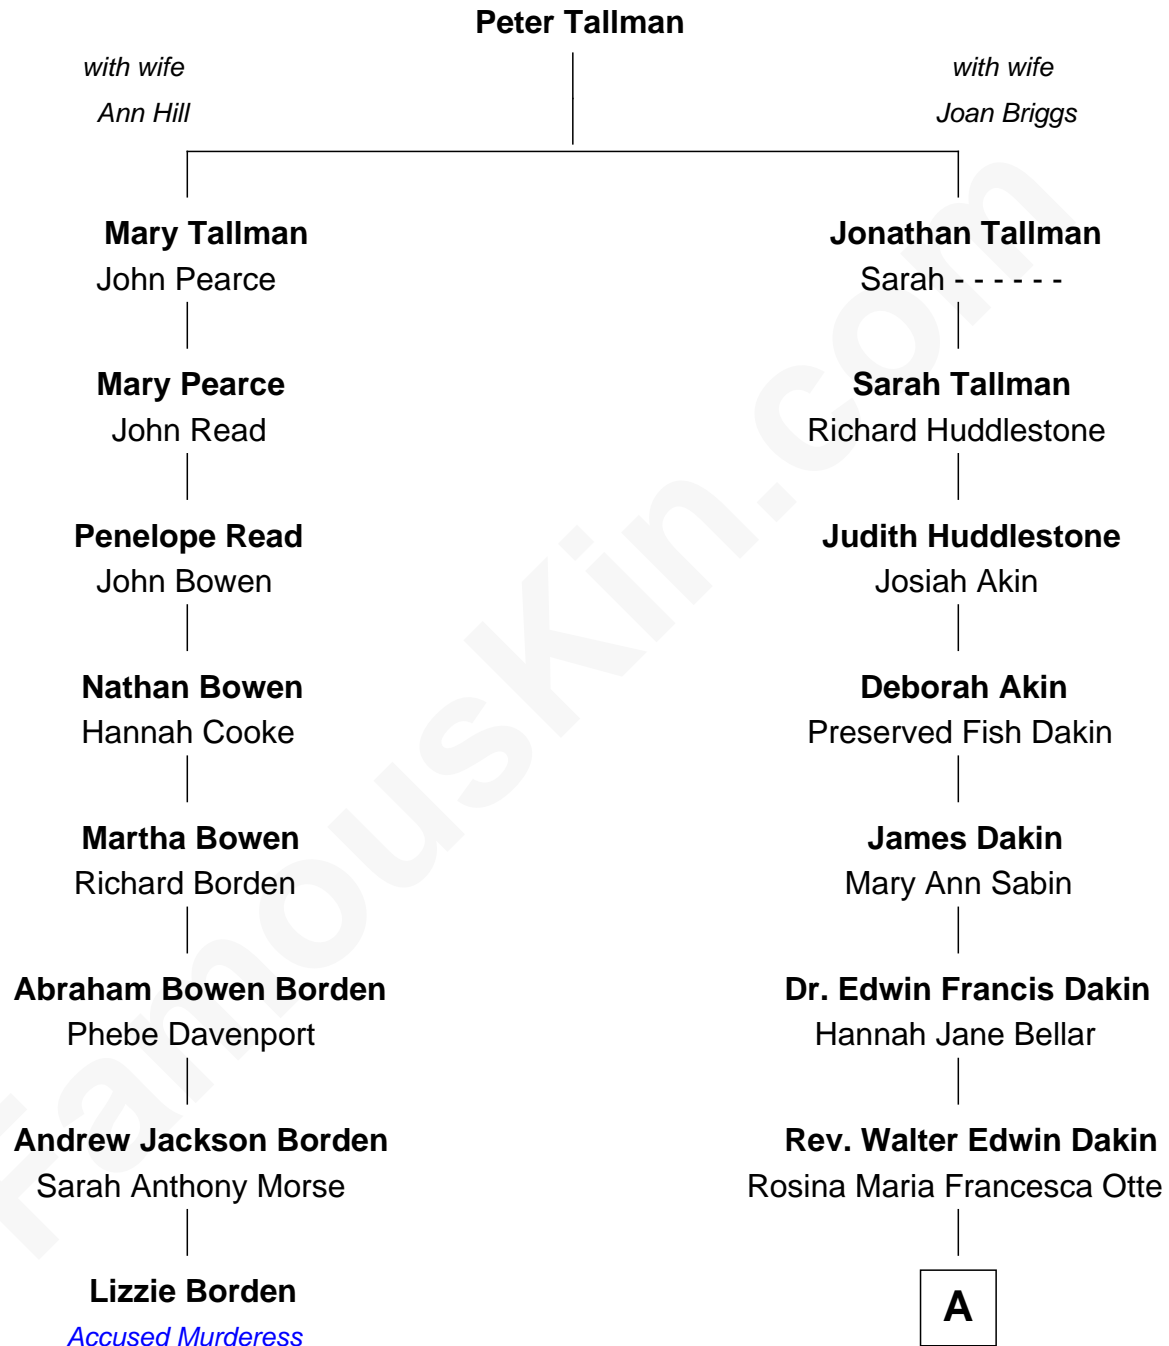 Peter Tallman
with wife
with wife
Ann Hill
Joan Briggs
Mary Tallman
Jonathan Tallman
John Pearce
Sarah - - - - - -
Mary Pearce
Sarah Tallman
John Read
Richard Huddlestone
Penelope Read
Judith Huddlestone
John Bowen
Josiah Akin
Nathan Bowen
Deborah Akin
Hannah Cooke
Preserved Fish Dakin
Martha Bowen
James Dakin
Richard Borden
Mary Ann Sabin
Abraham Bowen Borden
Dr. Edwin Francis Dakin
Phebe Davenport
Hannah Jane Bellar
Andrew Jackson Borden
Rev. Walter Edwin Dakin
Sarah Anthony Morse
Rosina Maria Francesca Otte
Lizzie Borden
A
Accused Murderess
FamousKin.com